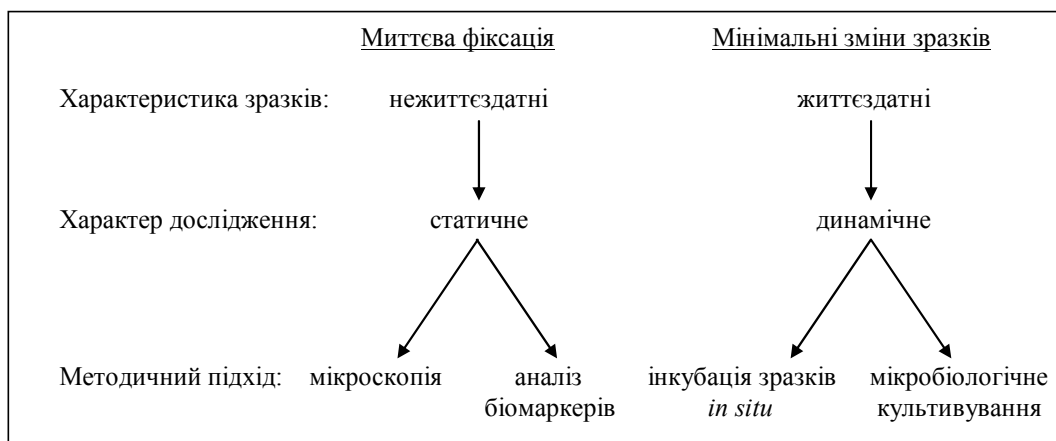 Миттєва фіксація Мінімальні зміни зразків
Характеристика зразків: нежиттєздатні життєздатні
Характер дослідження: статичне динамічне
Методичний підхід: мікроскопія аналіз інкубація зразків мікробіологічне
біомаркерів in situ культивування